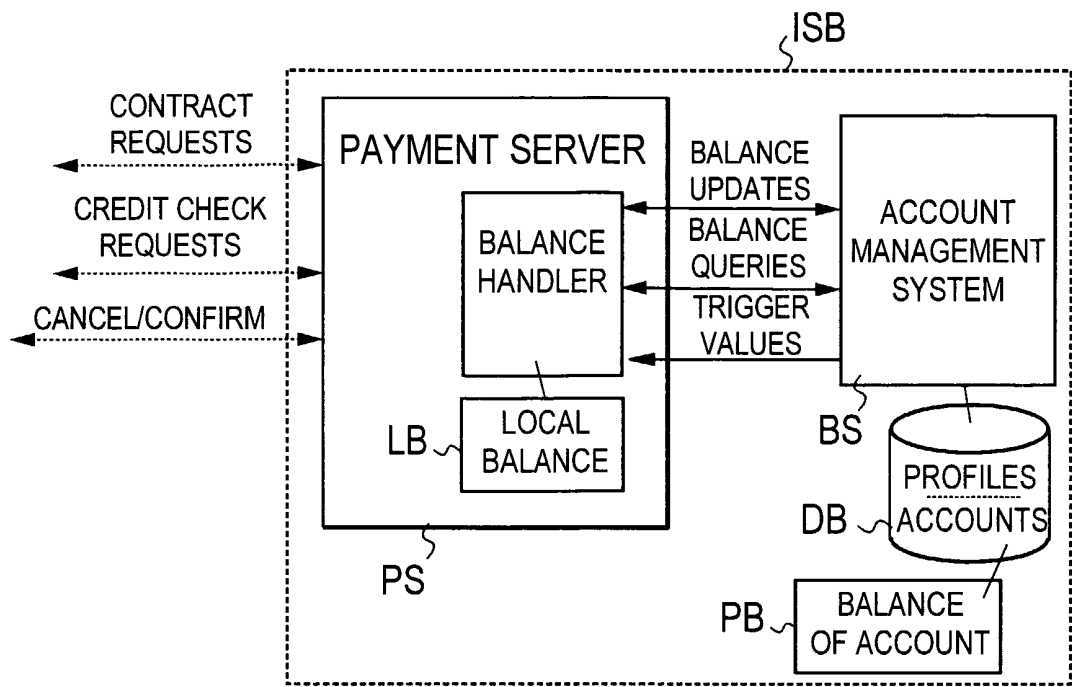 ISB
CONTRACT
REQUESTS
CREDIT CHECK
REQUESTS
CANCEL/CONFIRM
PAYMENT SERVER
BALANCE
HANDLER
LB
LOCAL
BALANCE
PS
BALANCE
UPDATES
BALANCE
QUERIES
TRIGGER
VALUES
ACCOUNT
MANAGEMENT
SYSTEM
BS
DB
PROFILES
ACCOUNTS
PB
BALANCE
OF ACCOUNT